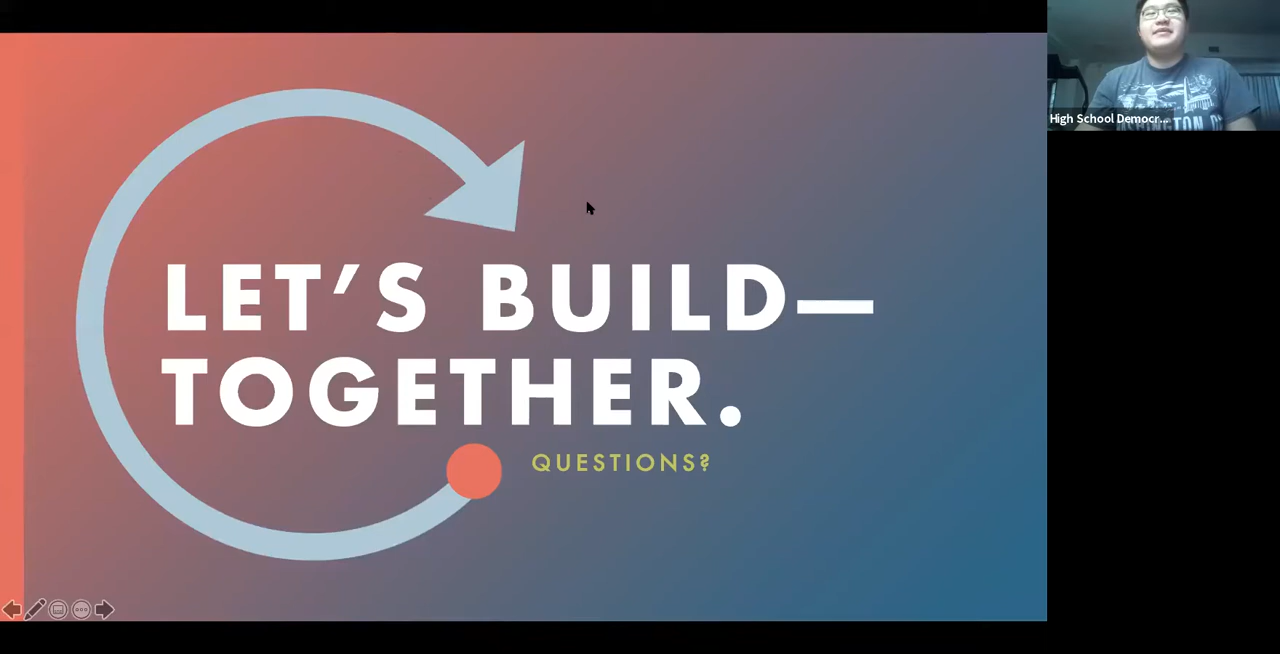 LET’S BUILD—
TOGETHER.
QUESTIONS?
High School Democr...